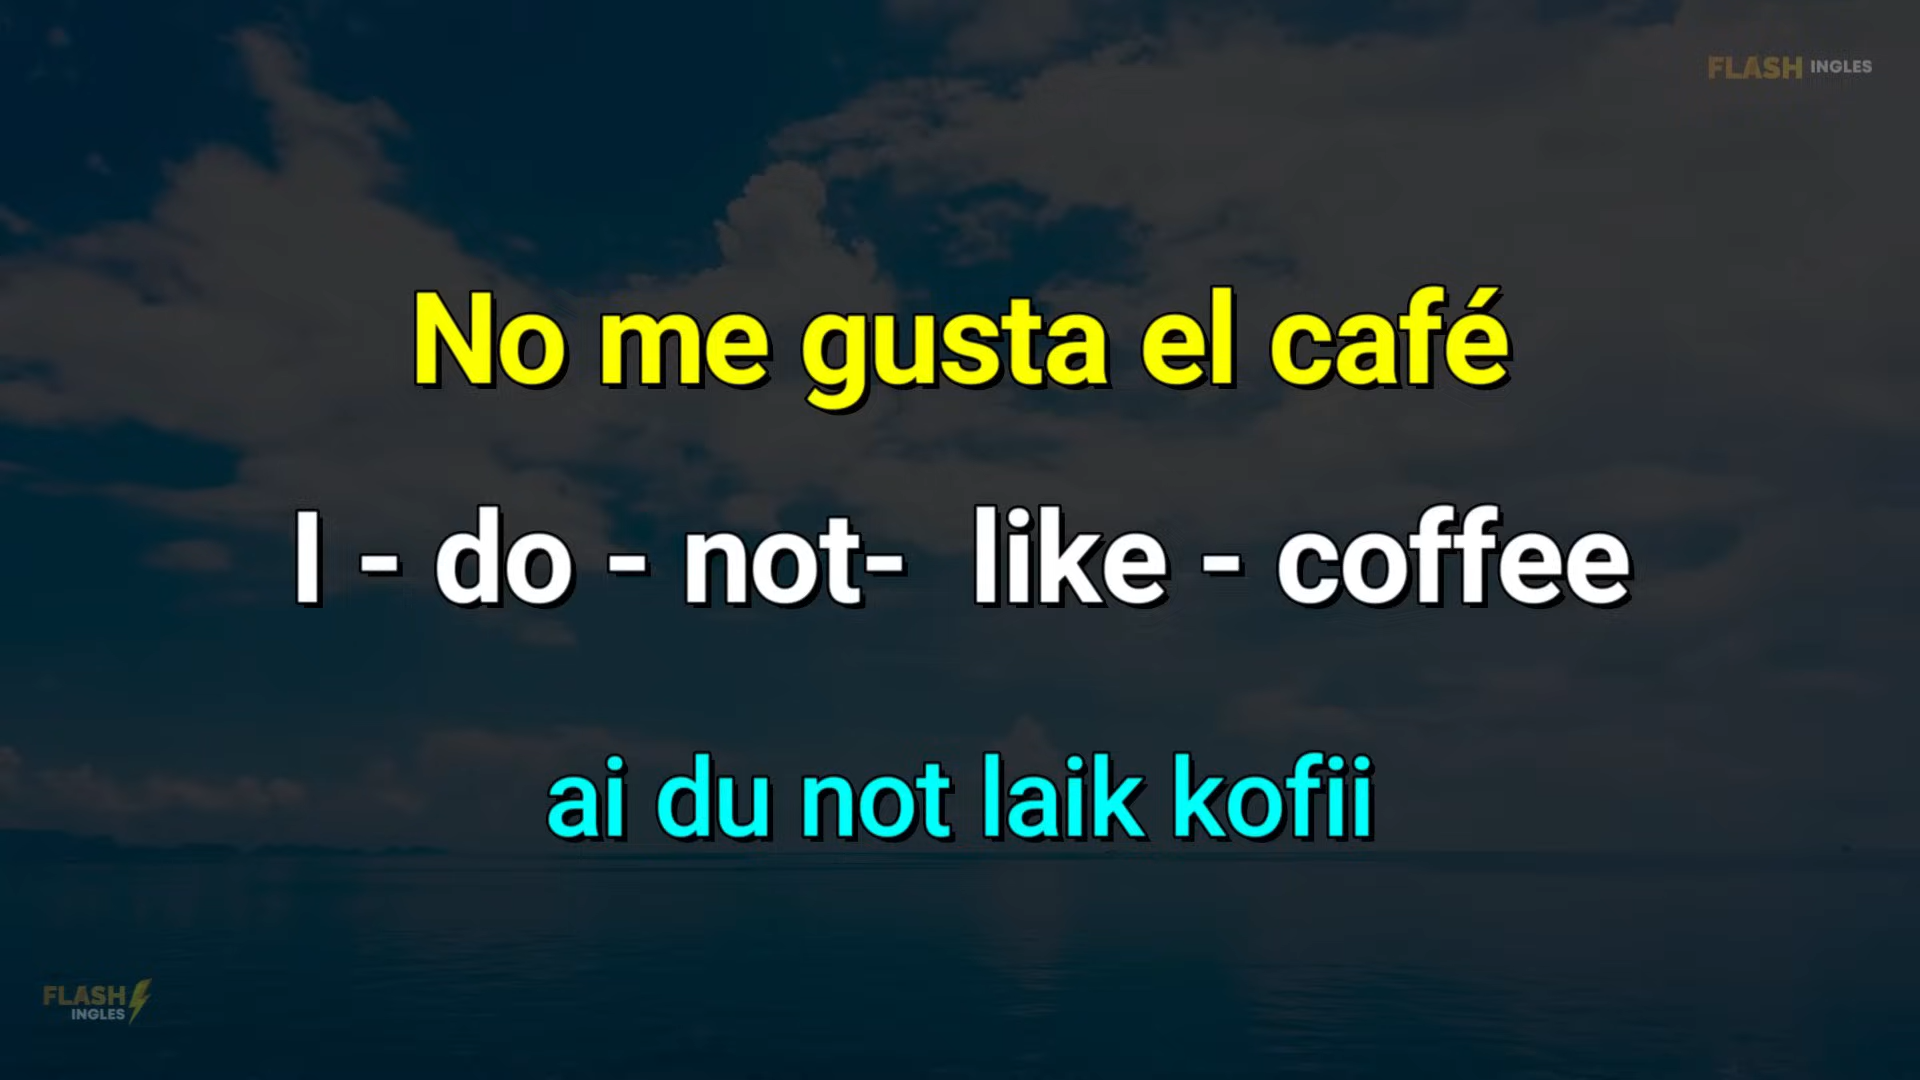 FLASH INGLES
No me gusta el café
I - do - not-  like - coffee
ai du not laik kofii
FLASH
INGLES